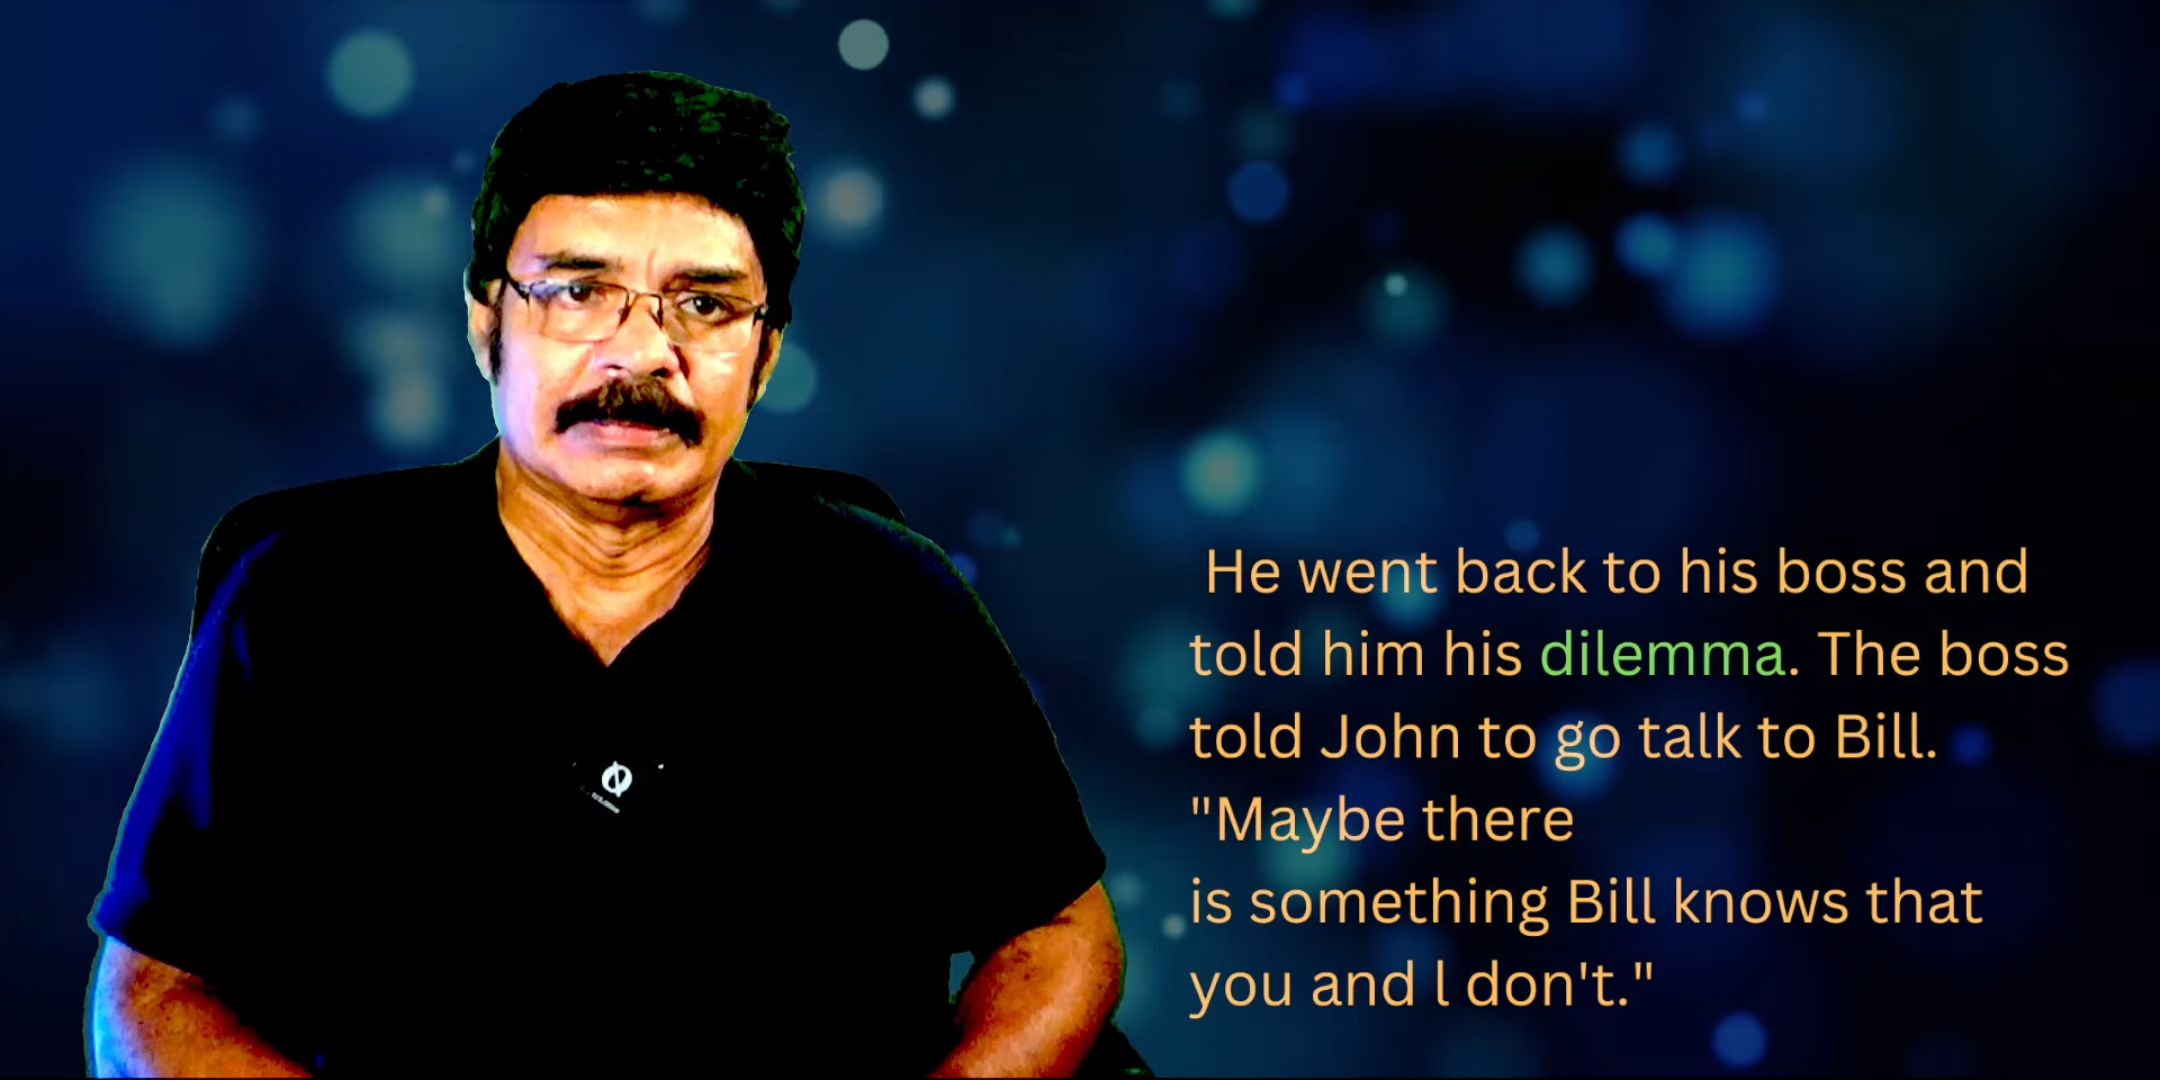 He went back to his boss and
told him his dilemma. The boss
told John to go talk to Bill.
"Maybe there
is something Bill knows that
you and l don't."